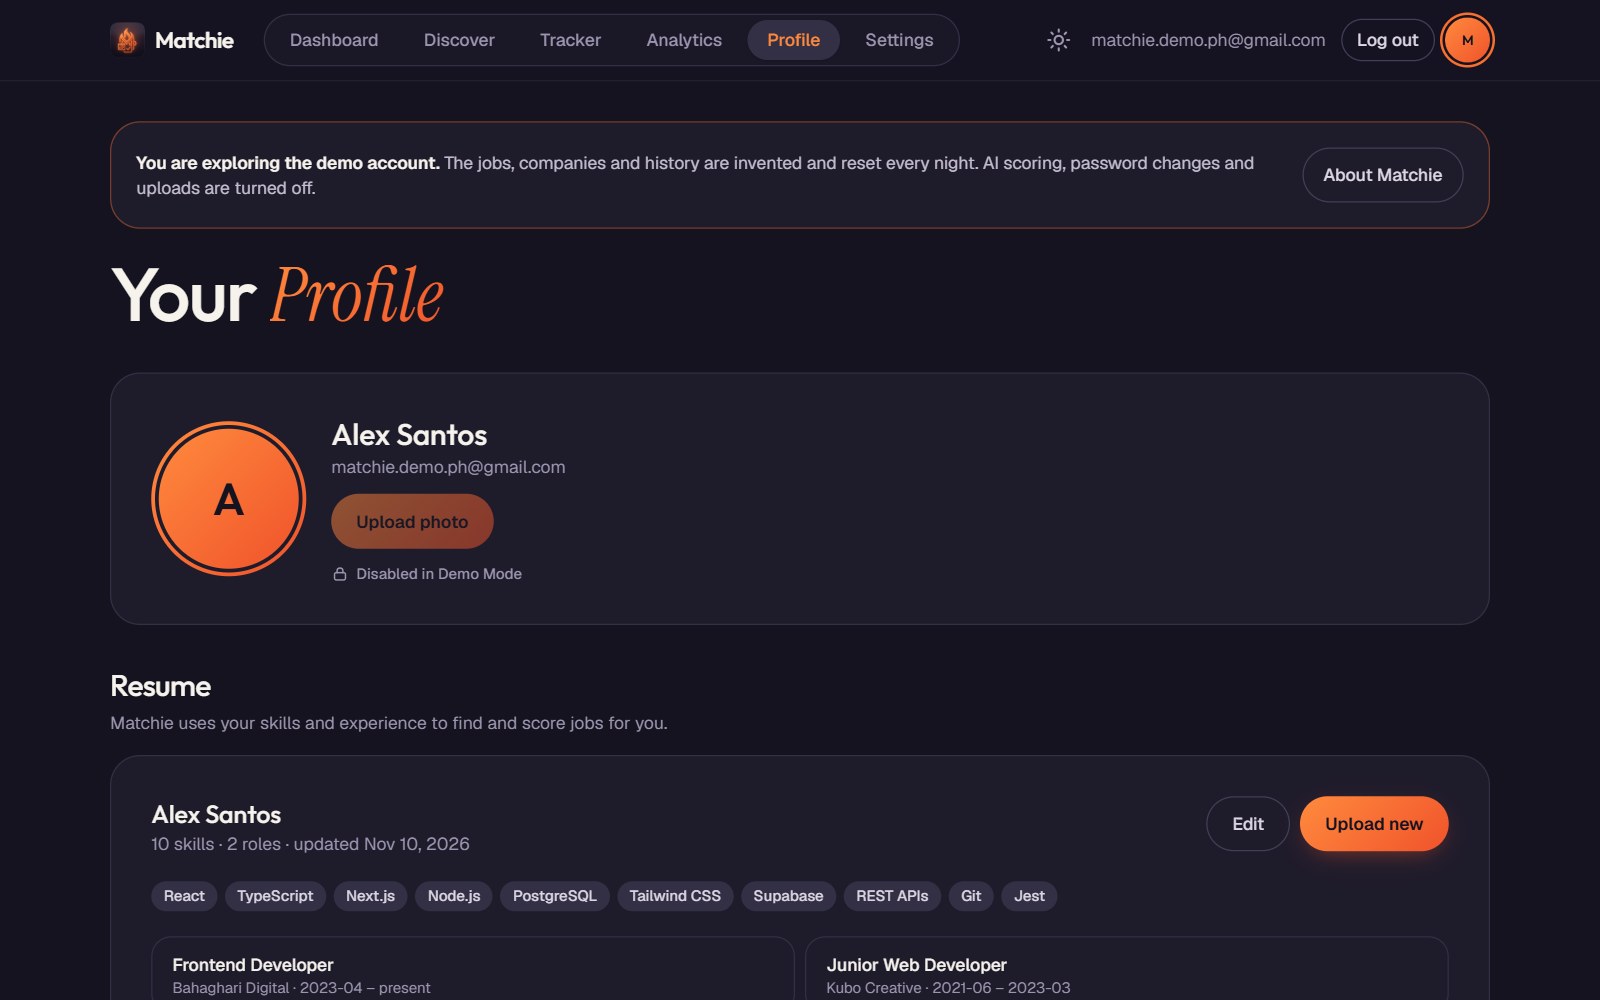 Matchie
Dashboard
Discover
Tracker
Analytics
Profile
Settings
matchie.demo.ph@gmail.com
Log out
M
You are exploring the demo account. The jobs, companies and history are invented and reset every night. AI scoring, password changes and
uploads are turned off.
About Matchie
Your Profile
A
Alex Santos
matchie.demo.ph@gmail.com
Upload photo
Disabled in Demo Mode
Resume
Matchie uses your skills and experience to find and score jobs for you.
Alex Santos
10 skills · 2 roles · updated Nov 10, 2026
Edit
Upload new
React
TypeScript
Next.js
Node.js
PostgreSQL
Tailwind CSS
Supabase
REST APIs
Git
Jest
Frontend Developer
Bahaghari Digital · 2023-04 – present
Junior Web Developer
Kubo Creative · 2021-06 – 2023-03